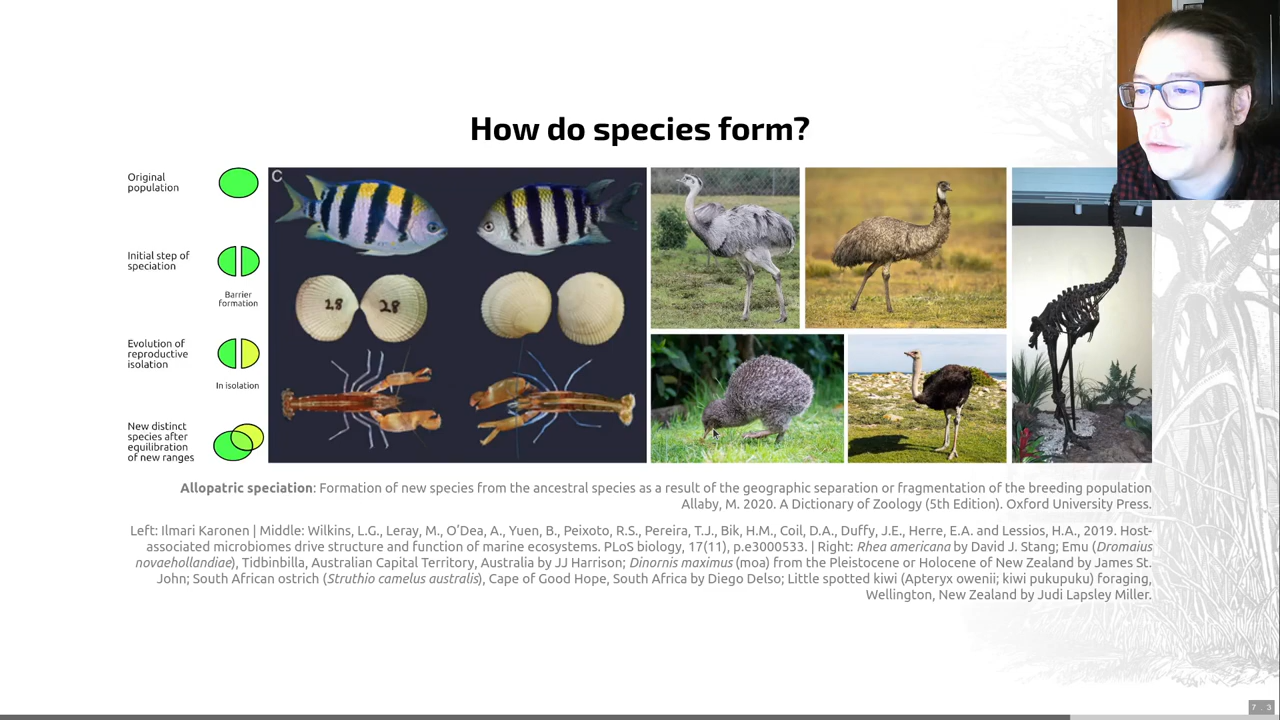 How do species form?
Original
population
Initial step of
speciation
Barrier
formation
Evolution of
reproductive
isolation
In isolation
New distinct
species after
equilibration
of new ranges
C
28
28
Allopatric speciation: Formation of new species from the ancestral species as a result of the geographic separation or fragmentation of the breeding population
Allaby, M. 2020. A Dictionary of Zoology (5th Edition). Oxford University Press.
Left: Ilmari Karonen | Middle: Wilkins, L.G., Leray, M., O'Dea, A., Yuen, B., Peixoto, R.S., Pereira, T.J., Bik, H.M., Coil, D.A., Duffy, J.E., Herre, E.A. and Lessios, H.A., 2019. Host-
associated microbiomes drive structure and function of marine ecosystems. PLoS biology, 17(11), p.e3000533. | Right: Rhea americana by David J. Stang; Emu (Dromaius
novaehollandiae), Tidbinbilla, Australian Capital Territory, Australia by JJ Harrison; Dinornis maximus (moa) from the Pleistocene or Holocene of New Zealand by James St.
John; South African ostrich (Struthio camelus australis), Cape of Good Hope, South Africa by Diego Delso; Little spotted kiwi (Apteryx owenii; kiwi pukupuku) foraging,
Wellington, New Zealand by Judi Lapsley Miller.
7 . 3